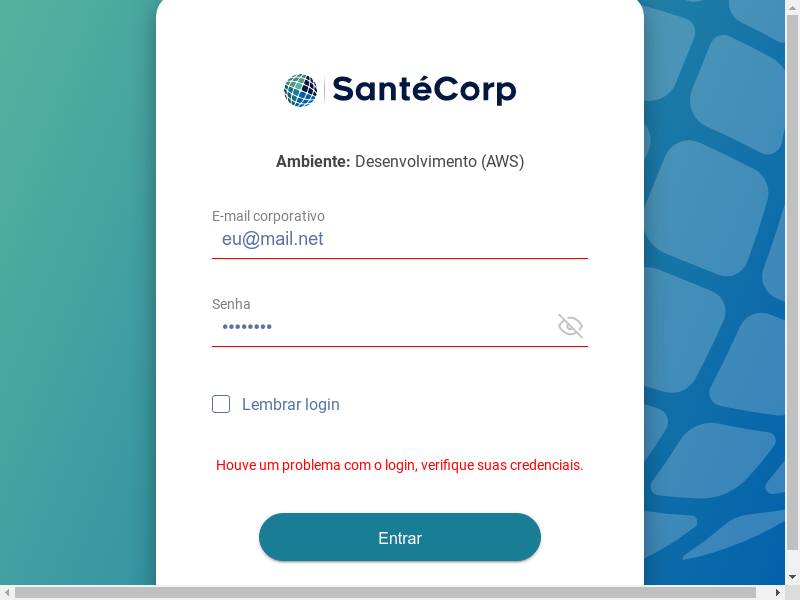 SantéCorp
Ambiente: Desenvolvimento (AWS)
E-mail corporativo
eu@mail.net
Senha
••••••••
Lembrar login
Houve um problema com o login, verifique suas credenciais.
Entrar